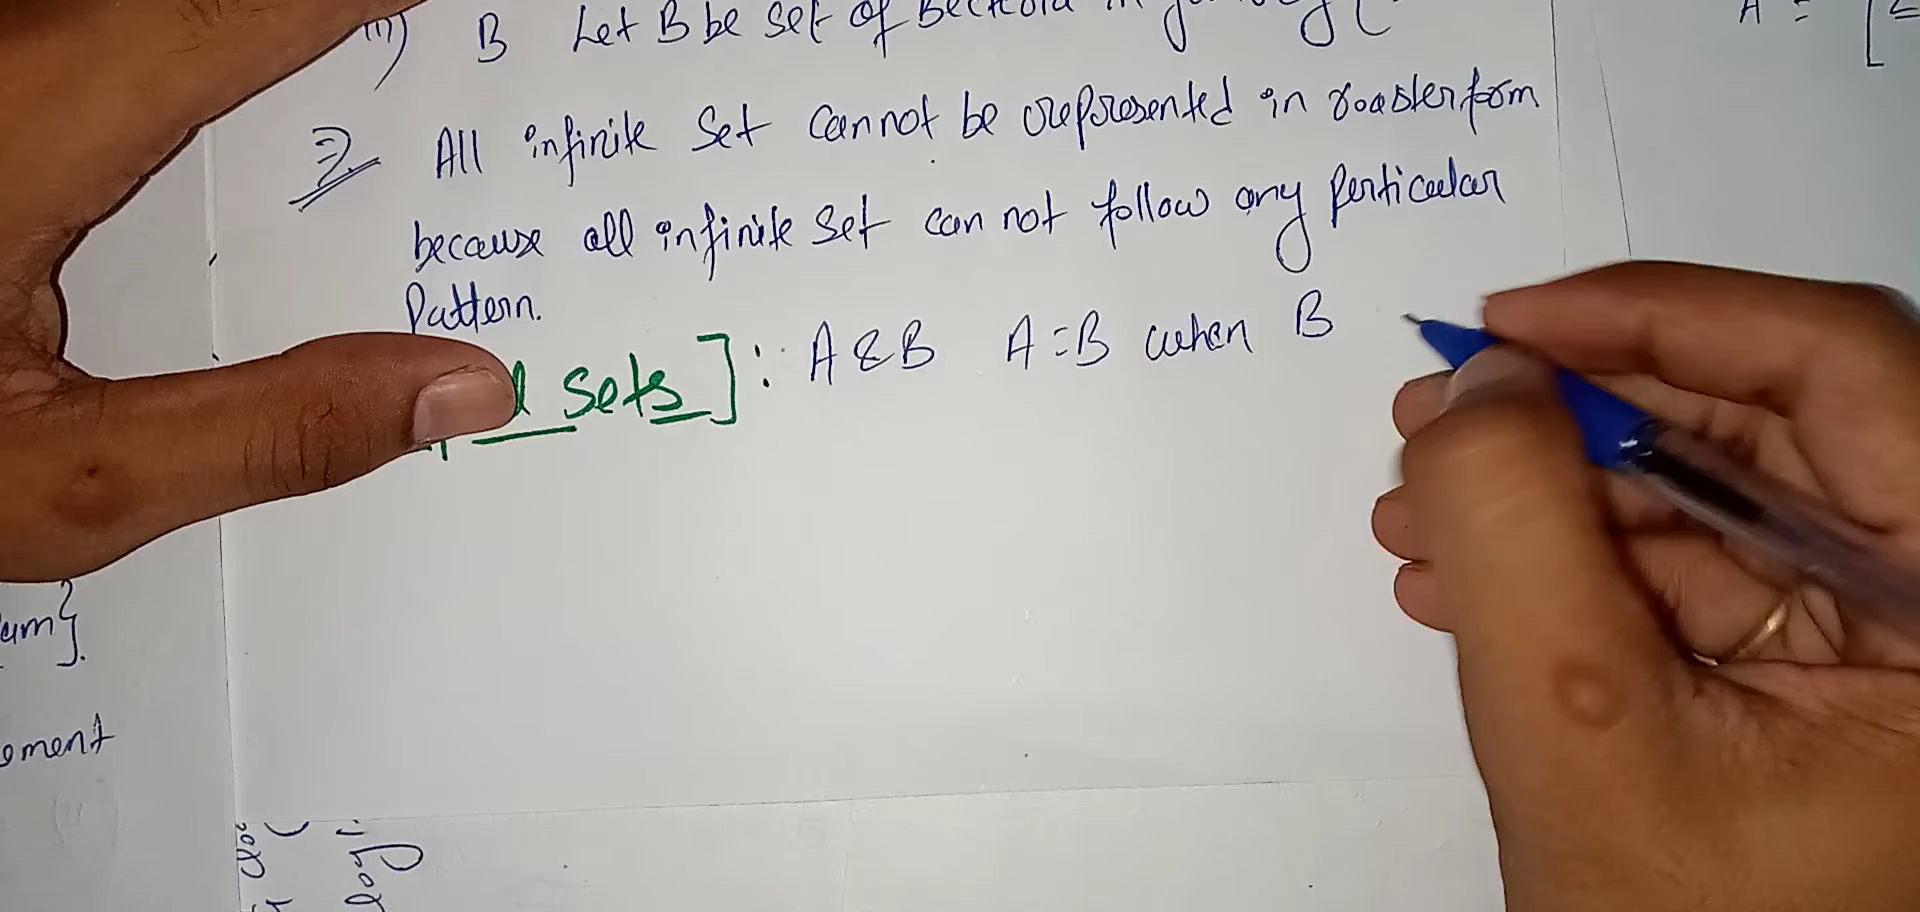 B Let B be set of
A =
All infinite Set cannot be represented in roaster form
because all infinite set can not follow any perticular
Pattern.
sets ] : A & B A = B when B
um}.
ement